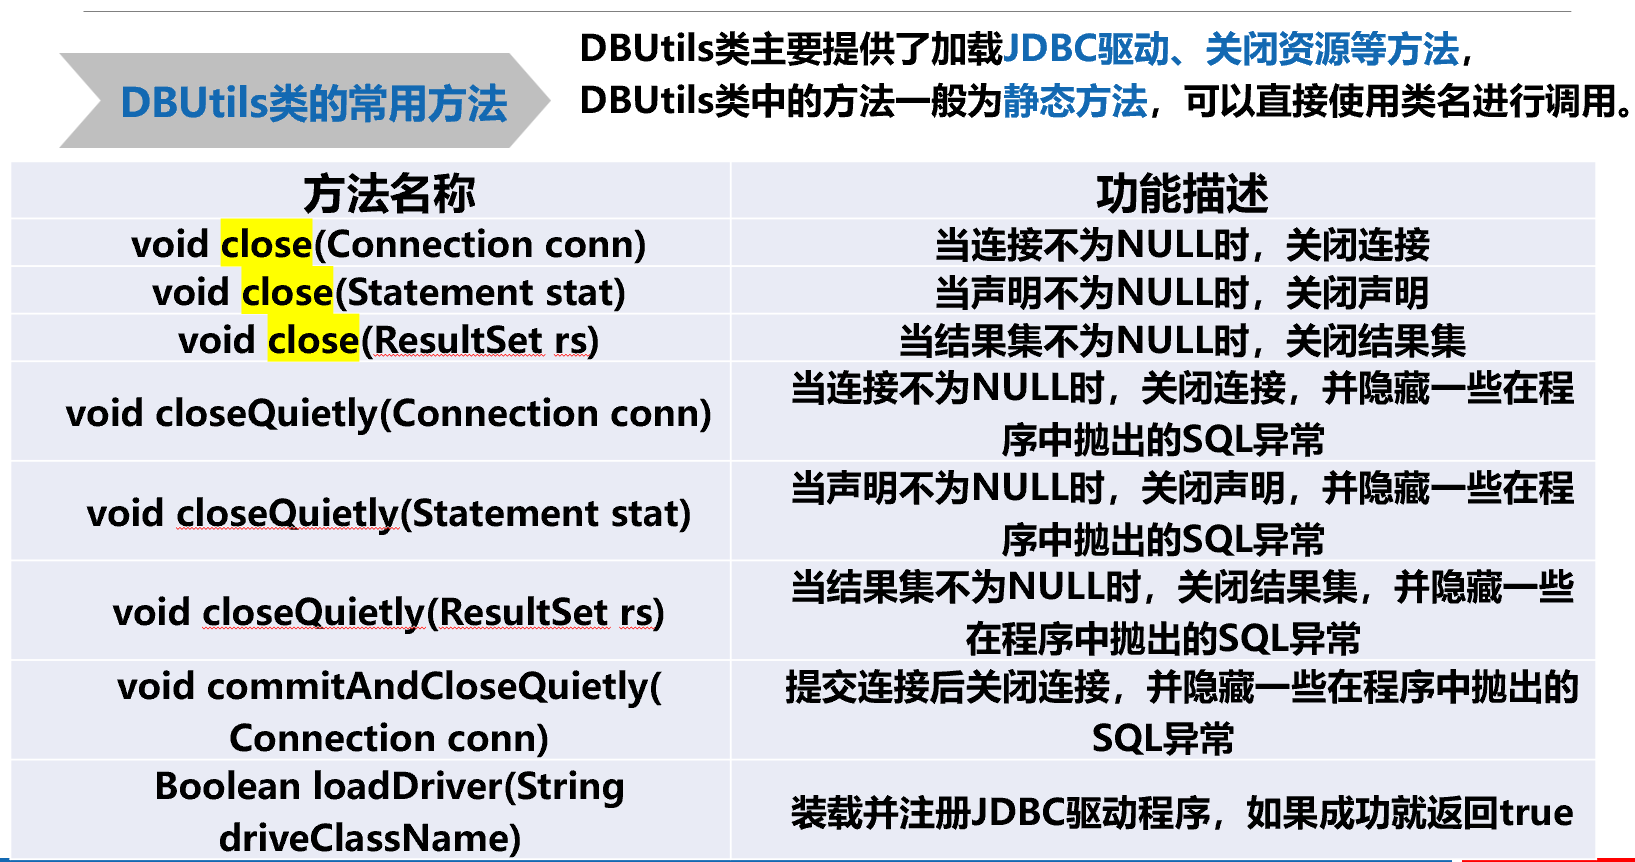 DBUtils类的常用方法
DBUtils类主要提供了加载JDBC驱动、关闭资源等方法，
DBUtils类中的方法一般为静态方法，可以直接使用类名进行调用。
方法名称
功能描述
void close(Connection conn)
当连接不为NULL时，关闭连接
void close(Statement stat)
当声明不为NULL时，关闭声明
void close(ResultSet rs)
当结果集不为NULL时，关闭结果集
void closeQuietly(Connection conn)
当连接不为NULL时，关闭连接，并隐藏一些在程
序中抛出的SQL异常
void closeQuietly(Statement stat)
当声明不为NULL时，关闭声明，并隐藏一些在程
序中抛出的SQL异常
void closeQuietly(ResultSet rs)
当结果集不为NULL时，关闭结果集，并隐藏一些
在程序中抛出的SQL异常
void commitAndCloseQuietly(
Connection conn)
提交连接后关闭连接，并隐藏一些在程序中抛出的
SQL异常
Boolean loadDriver(String
driveClassName)
装载并注册JDBC驱动程序，如果成功就返回true